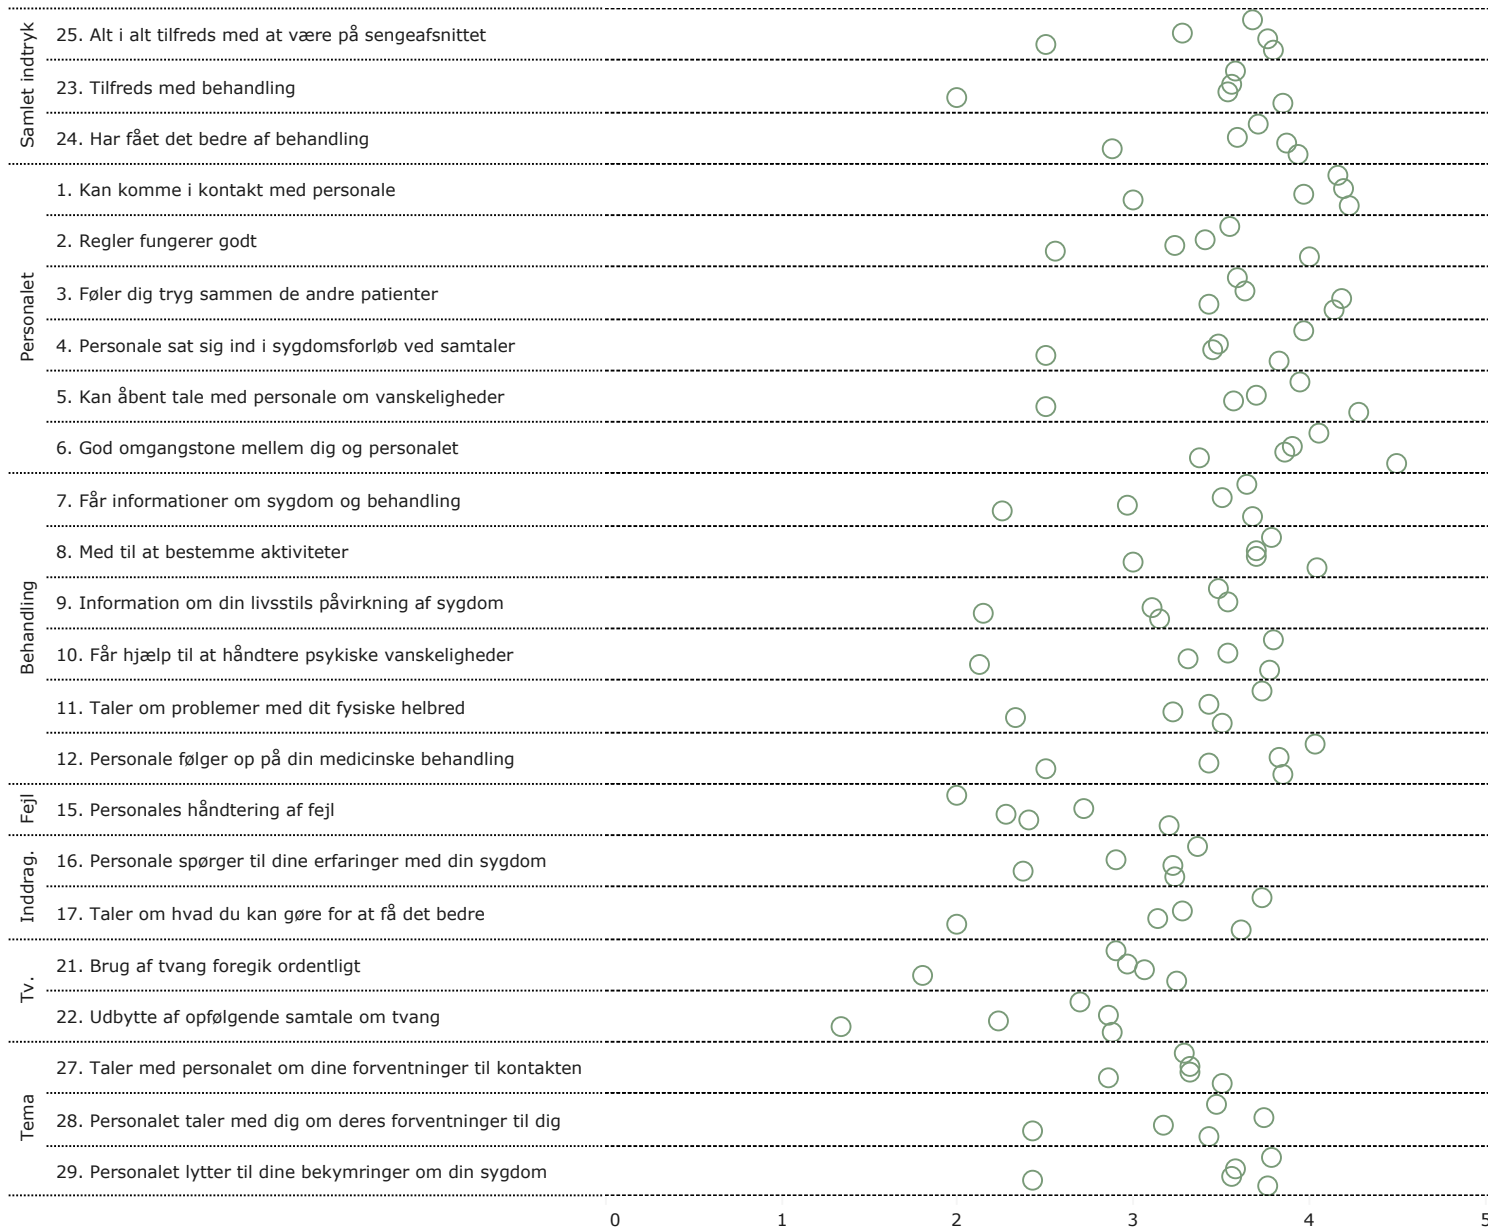 Samlet indtryk
25. Alt i alt tilfreds med at være på sengeafsnittet
23. Tilfreds med behandling
24. Har fået det bedre af behandling
Personalet
1. Kan komme i kontakt med personale
2. Regler fungerer godt
3. Føler dig tryg sammen de andre patienter
4. Personale sat sig ind i sygdomsforløb ved samtaler
5. Kan åbent tale med personale om vanskeligheder
6. God omgangstone mellem dig og personalet
Behandling
7. Får informationer om sygdom og behandling
8. Med til at bestemme aktiviteter
9. Information om din livsstils påvirkning af sygdom
10. Får hjælp til at håndtere psykiske vanskeligheder
11. Taler om problemer med dit fysiske helbred
12. Personale følger op på din medicinske behandling
Fejl
15. Personales håndtering af fejl
Inddrag.
16. Personale spørger til dine erfaringer med din sygdom
17. Taler om hvad du kan gøre for at få det bedre
Tv.
21. Brug af tvang foregik ordentligt
22. Udbytte af opfølgende samtale om tvang
Tema
27. Taler med personalet om dine forventninger til kontakten
28. Personalet taler med dig om deres forventninger til dig
29. Personalet lytter til dine bekymringer om din sygdom
0 1 2 3 4 5